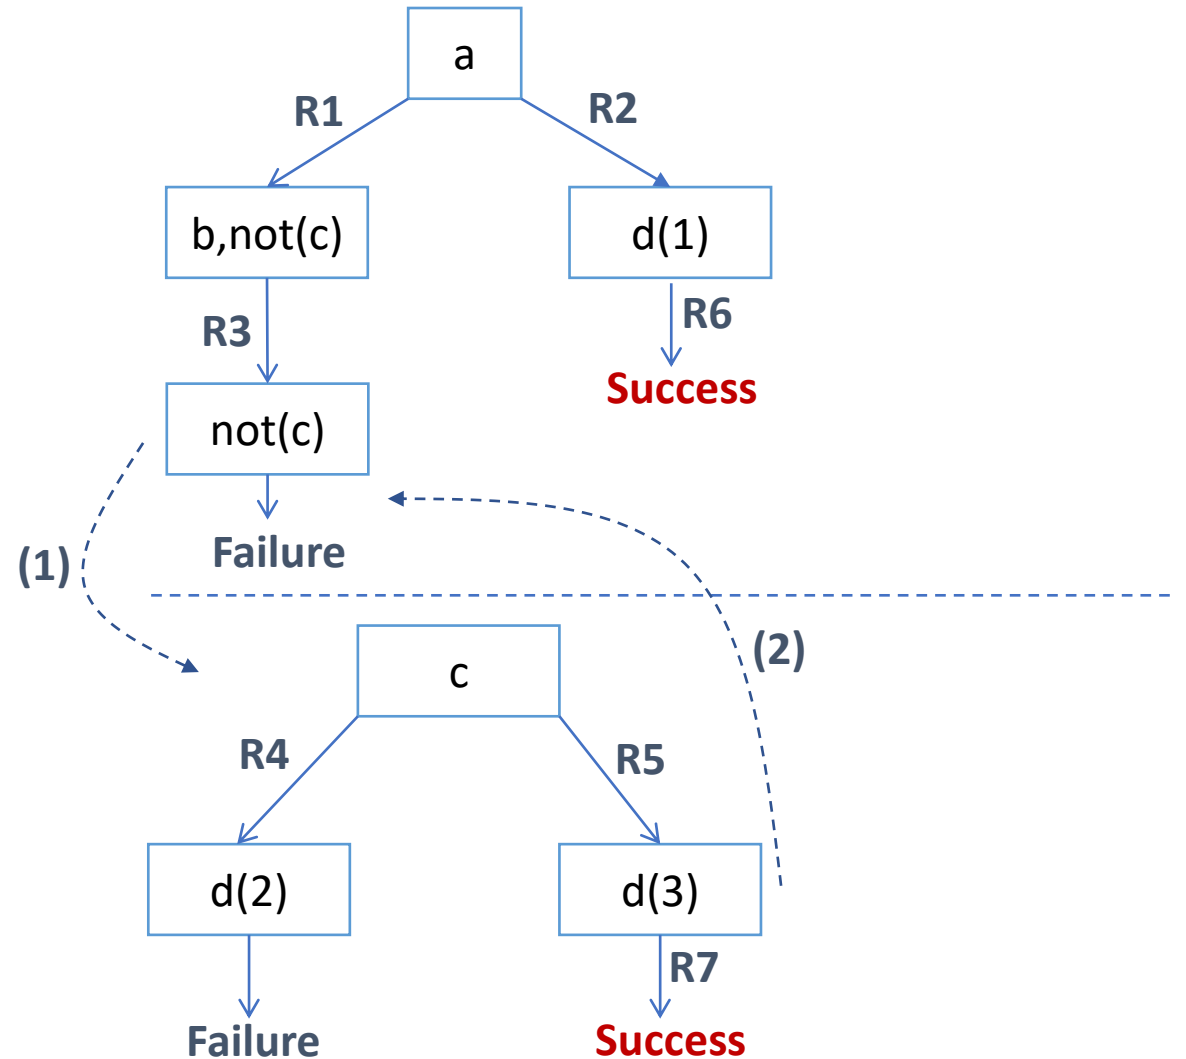 a
R1
R2
b,not(c)
d(1)
R3
R6
Success
not(c)
Failure
(1)
(2)
c
R4
R5
d(2)
d(3)
R7
Failure
Success